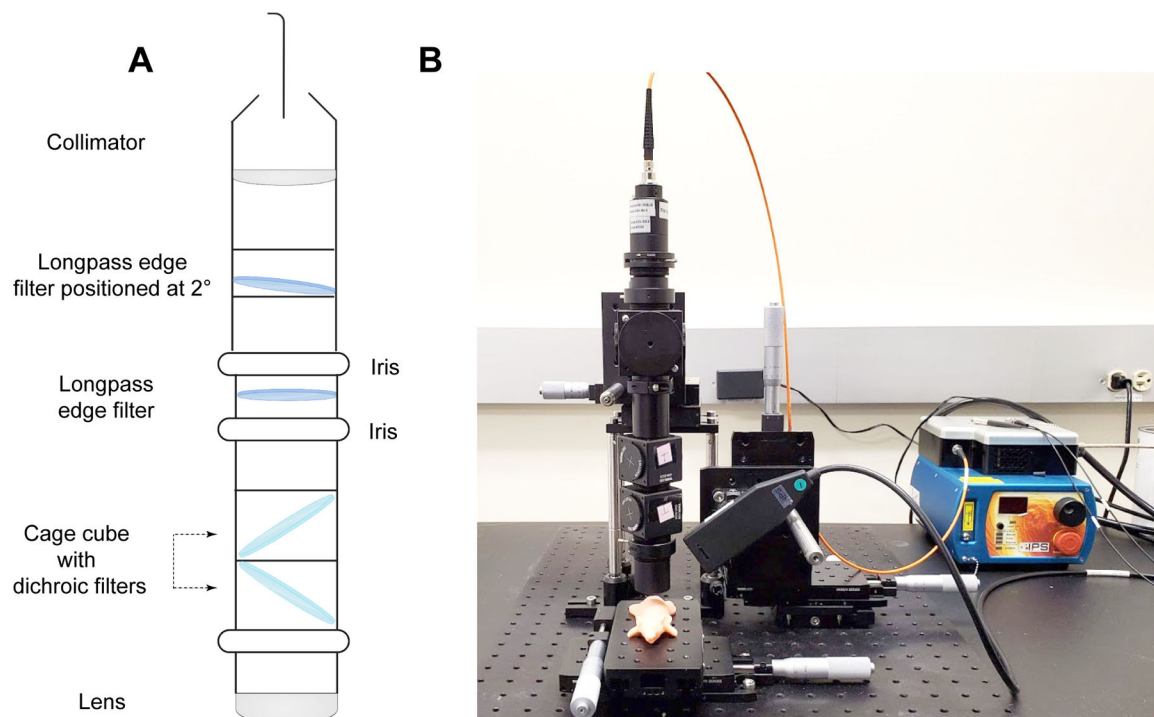 A
B
Collimator
Longpass edge
filter positioned at 2°
Iris
Longpass
edge filter
Iris
Cage cube
with
dichroic filters
Lens